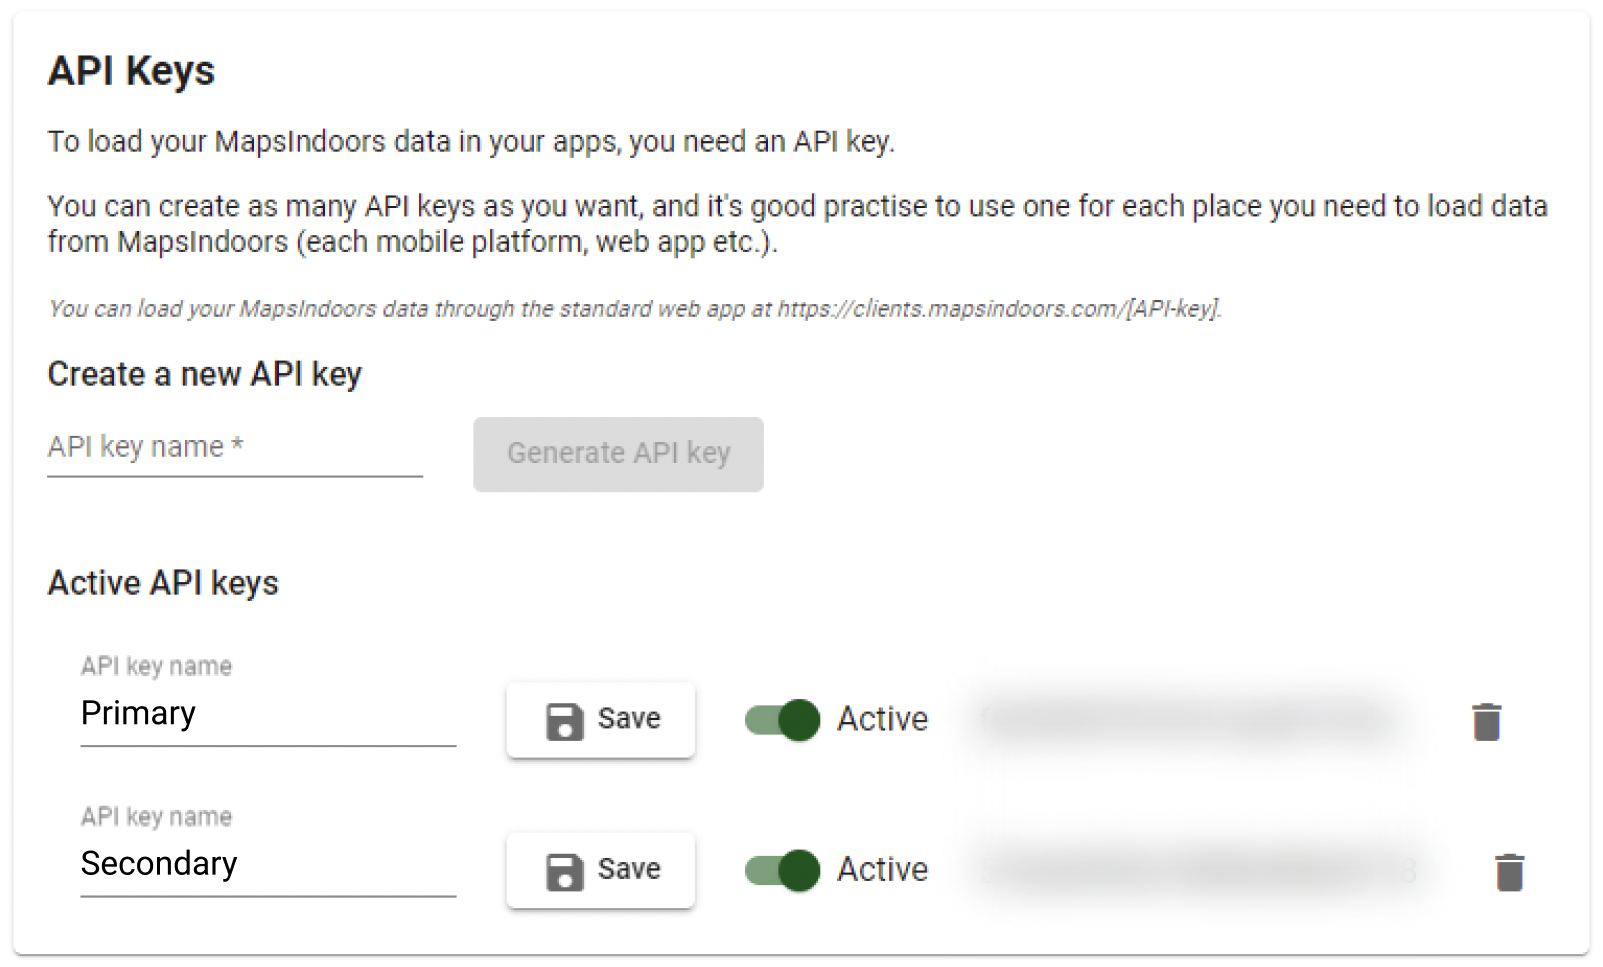 API Keys
To load your MapsIndoors data in your apps, you need an API key.
You can create as many API keys as you want, and it's good practise to use one for each place you need to load data
from MapsIndoors (each mobile platform, web app etc.).
You can load your MapsIndoors data through the standard web app at https://clients.mapsindoors.com/[API-key].
Create a new API key
API key name *
Generate API key
Active API keys
API key name
Primary
Save
Active
API key name
Secondary
Save
Active